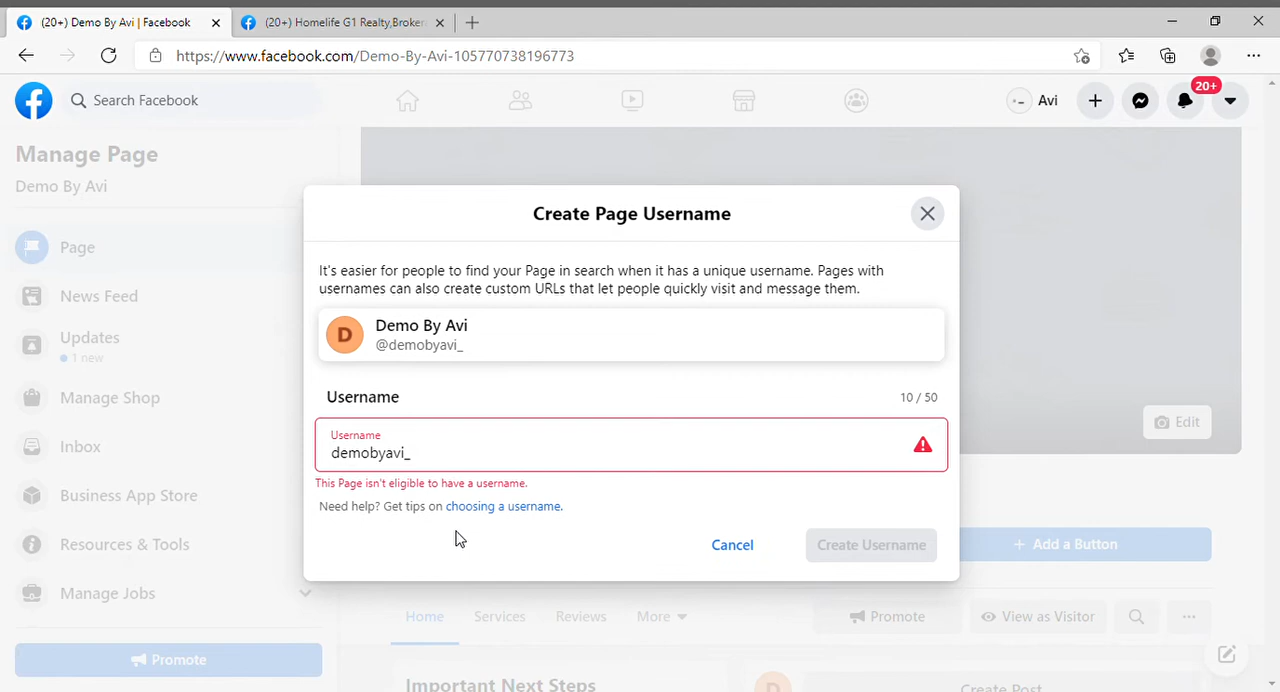 (20+) Demo By Avi | Facebook
(20+) Homelife G1 Realty,Broker
https://www.facebook.com/Demo-By-Avi-105770738196773
Search Facebook
Avi
20+
Manage Page
Demo By Avi
Page
News Feed
Updates
1 new
Manage Shop
Inbox
Business App Store
Resources & Tools
Manage Jobs
Promote
Create Page Username
It's easier for people to find your Page in search when it has a unique username. Pages with
usernames can also create custom URLs that let people quickly visit and message them.
D
Demo By Avi
@demobyavi_
Username
10 / 50
Username
demobyavi_
This Page isn't eligible to have a username.
Need help? Get tips on choosing a username.
Cancel
Create Username
Edit
+ Add a Button
Home
Services
Reviews
More
Promote
View as Visitor
...
Important Next Steps
D
Create Post